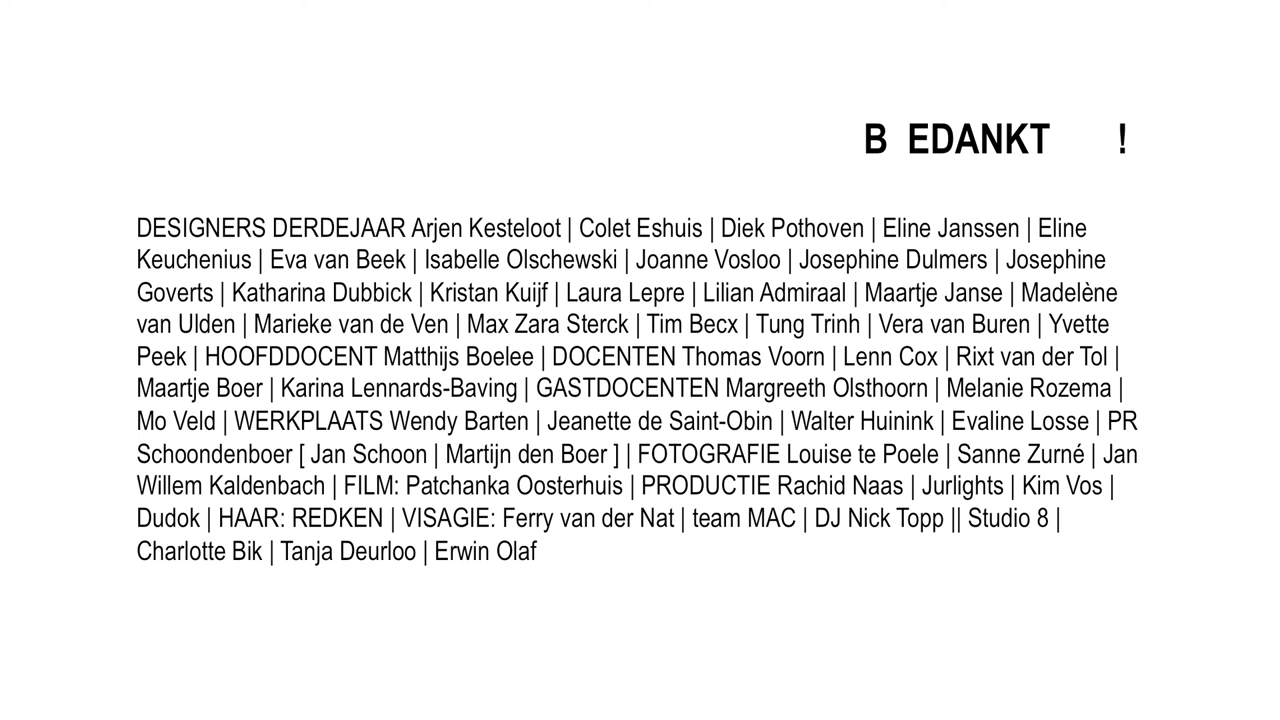 B EDANKT !
DESIGNERS DERDEJAAR Arjen Kesteloot | Colet Eshuis | Diek Pothoven | Eline Janssen | Eline
Keuchenius | Eva van Beek | Isabelle Olschewski | Joanne Vosloo | Josephine Dulmers | Josephine
Goverts | Katharina Dubbick | Kristan Kuijf | Laura Lepre | Lilian Admiraal | Maartje Janse | Madelène
van Ulden | Marieke van de Ven | Max Zara Sterck | Tim Becx | Tung Trinh | Vera van Buren | Yvette
Peek | HOOFDDOCENT Matthijs Boelee | DOCENTEN Thomas Voorn | Lenn Cox | Rixt van der Tol |
Maartje Boer | Karina Lennards-Baving | GASTDOCENTEN Margreeth Olsthoorn | Melanie Rozema |
Mo Veld | WERKPLAATS Wendy Barten | Jeanette de Saint-Obin | Walter Huinink | Evaline Losse | PR
Schoondenboer [ Jan Schoon | Martijn den Boer ] | FOTOGRAFIE Louise te Poele | Sanne Zurné | Jan
Willem Kaldenbach | FILM: Patchanka Oosterhuis | PRODUCTIE Rachid Naas | Jurlights | Kim Vos |
Dudok | HAAR: REDKEN | VISAGIE: Ferry van der Nat | team MAC | DJ Nick Topp || Studio 8 |
Charlotte Bik | Tanja Deurloo | Erwin Olaf